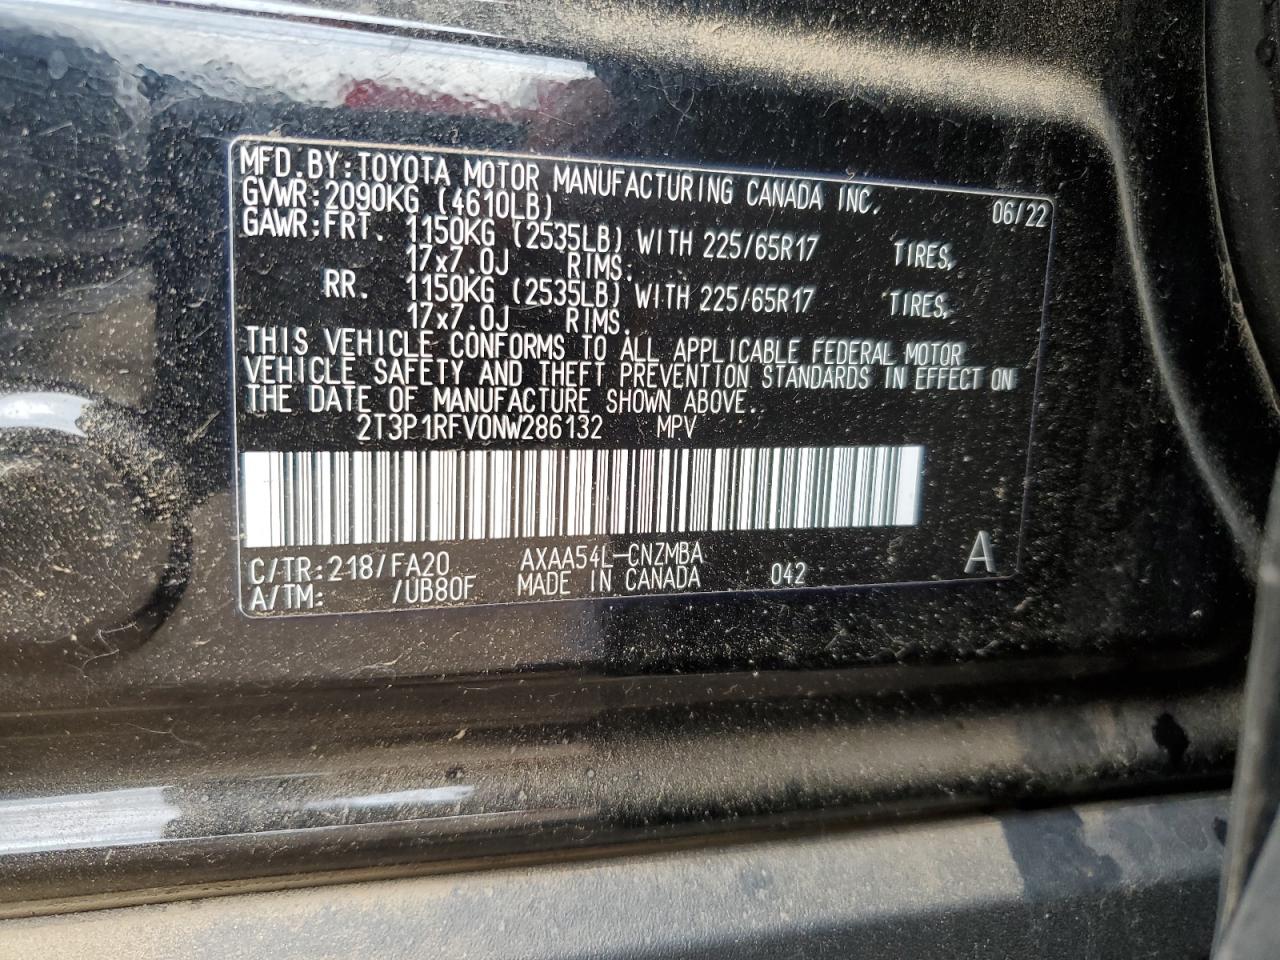 MFD.BY:TOYOTA MOTOR MANUFACTURING CANADA INC. 06/22
GVWR:2090KG (4610LB)
GAWR:FRT. 1150KG (2535LB) WITH 225/65R17 TIRES,
17x7.0J RIMS.
RR. 1150KG (2535LB) WITH 225/65R17 TIRES,
17x7.0J RIMS.
THIS VEHICLE CONFORMS TO ALL APPLICABLE FEDERAL MOTOR
VEHICLE SAFETY AND THEFT PREVENTION STANDARDS IN EFFECT ON
THE DATE OF MANUFACTURE SHOWN ABOVE.
2T3P1RFV0NW286132 MPV
C/TR:218/FA20 AXAA54L-CNZMBA A
A/TM: /UB80F MADE IN CANADA 042